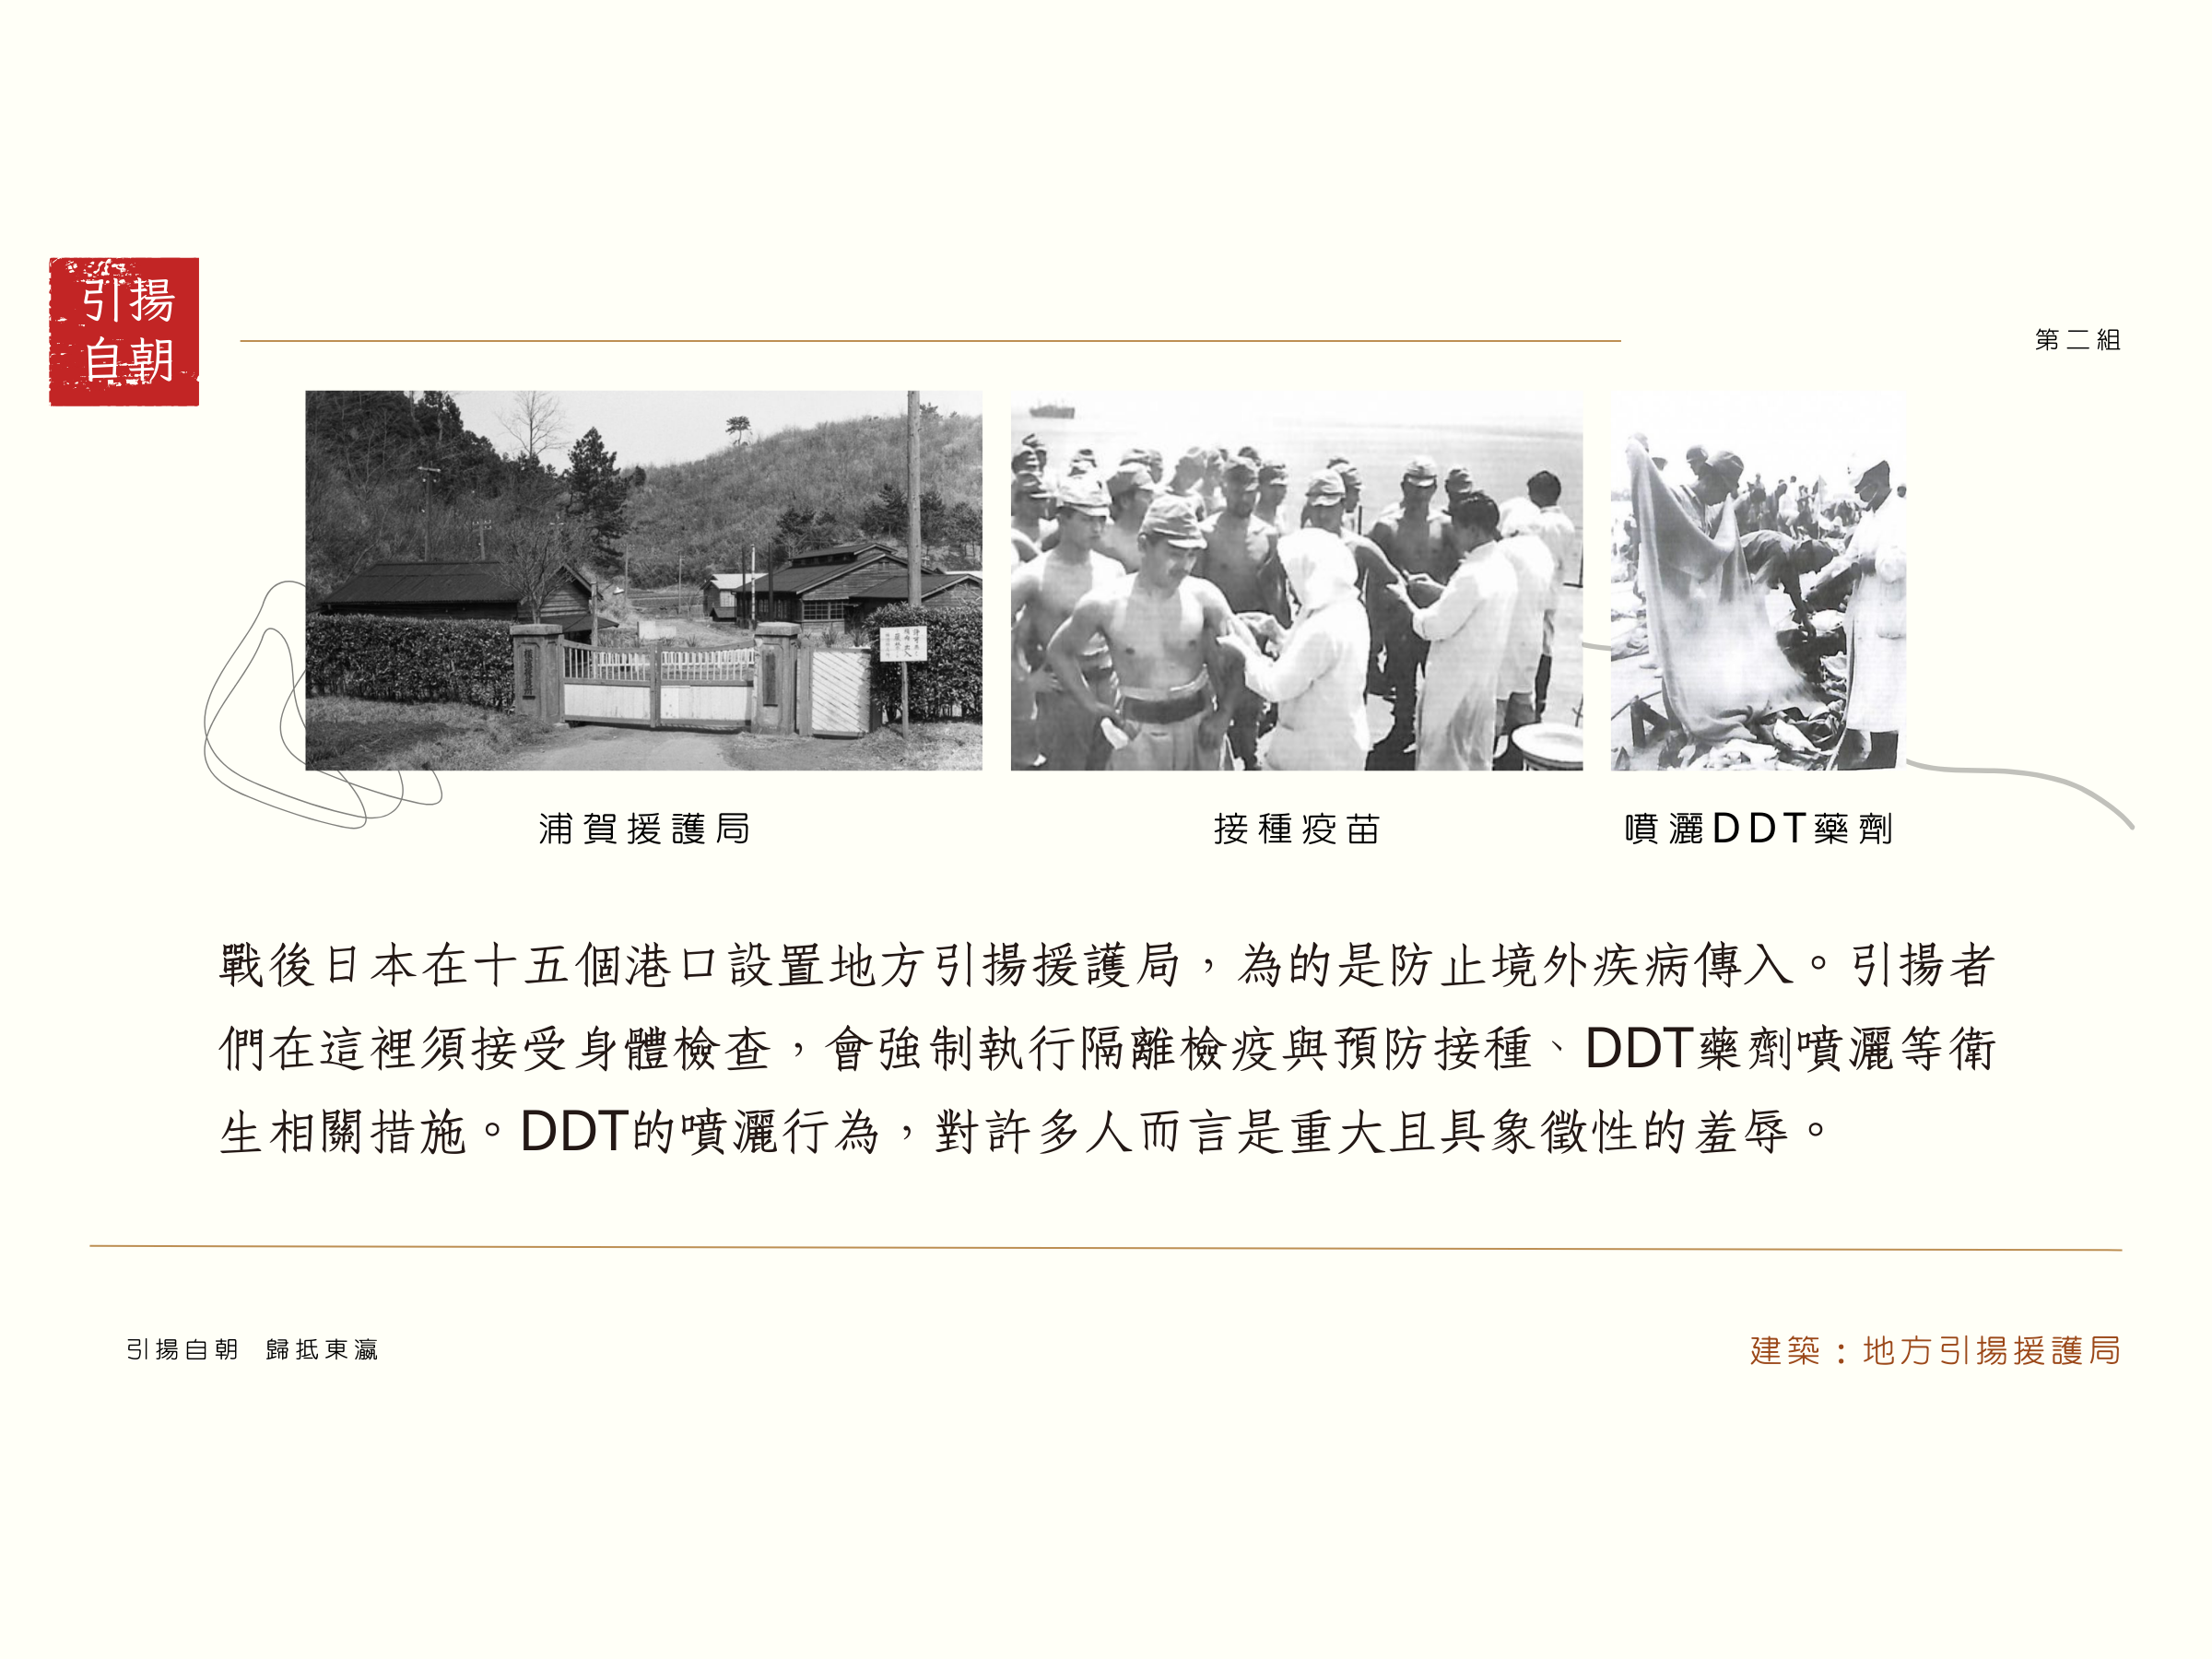 引揚
自朝
第二組
浦賀援護局
接種疫苗
噴灑DDT藥劑
戰後日本在十五個港口設置地方引揚援護局，為的是防止境外疾病傳入。引揚者
們在這裡須接受身體檢查，會強制執行隔離檢疫與預防接種、DDT藥劑噴灑等衛
生相關措施。DDT的噴灑行為，對許多人而言是重大且具象徵性的羞辱。
引揚自朝 歸抵東瀛
建築：地方引揚援護局